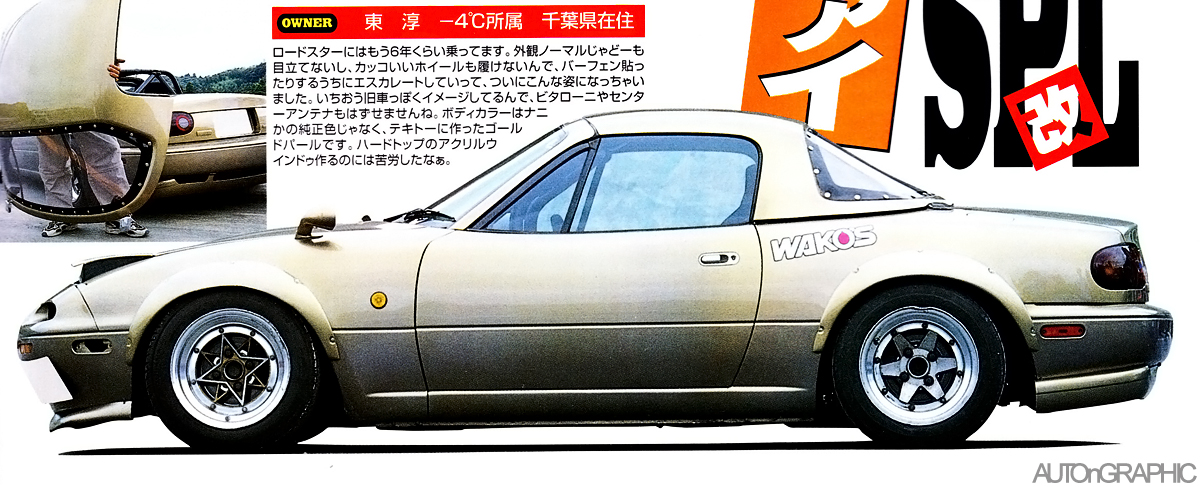 OWNER 東 淳 −4℃所属 千葉県在住
ロードスターにはもう6年くらい乗ってます。外観ノーマルじゃどーも
目立てないし、カッコいいホイールも履けないんで、バーフェン貼っ
たりするうちにエスカレートしていって、ついにこんな姿になっちゃい
ました。いちおう旧車っぽくイメージしてるんで、ビタローニやセンタ
ーアンテナもはずせませんね。ボディカラーはナニ
かの純正色じゃなく、テキトーに作ったゴール
ドパールです。ハードトップのアクリルウ
インドゥ作るのには苦労したなぁ。
イ
SPL
改
WAKO'S
AUTOnGRAPHIC